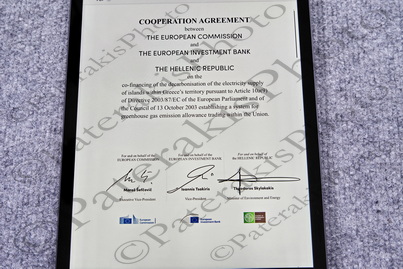 COOPERATION AGREEMENT
between
THE EUROPEAN COMMISSION
and
THE EUROPEAN INVESTMENT BANK
and
THE HELLENIC REPUBLIC
on the
co-financing of the decarbonisation of the electricity supply
of islands within Greece's territory pursuant to Article 10a(9)
of Directive 2003/87/EC of the European Parliament and of
the Council of 13 October 2003 establishing a system for
greenhouse gas emission allowance trading within the Union.
For and on behalf of the
EUROPEAN COMMISSION
For and on behalf of the
EUROPEAN INVESTMENT BANK
For and on behalf of
the HELLENIC REPUBLIC
Maroš Šefčovič
Executive Vice-President
Ioannis Tsakiris
Vice-President
Theodoros Skylakakis
Minister of Environment and Energy
©PaterakisPhoto